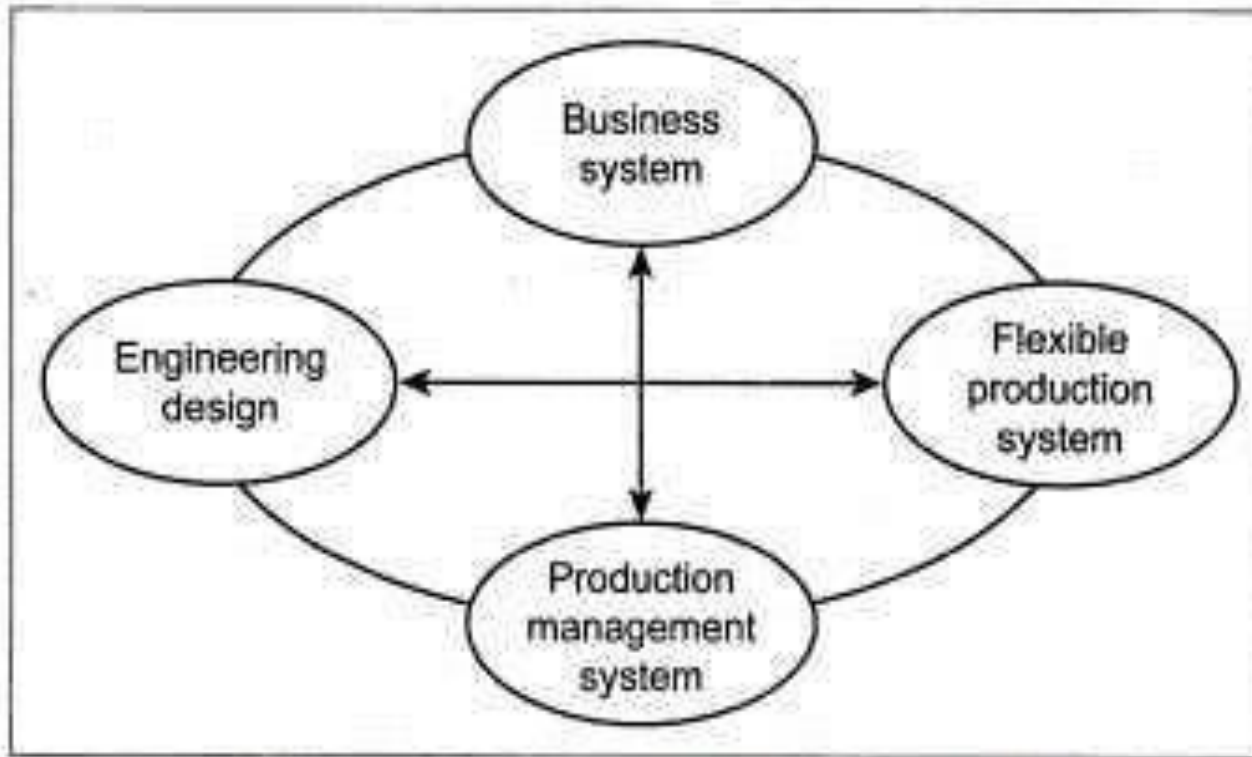 Business
system
Engineering
design
Flexible
production
system
Production
management
system